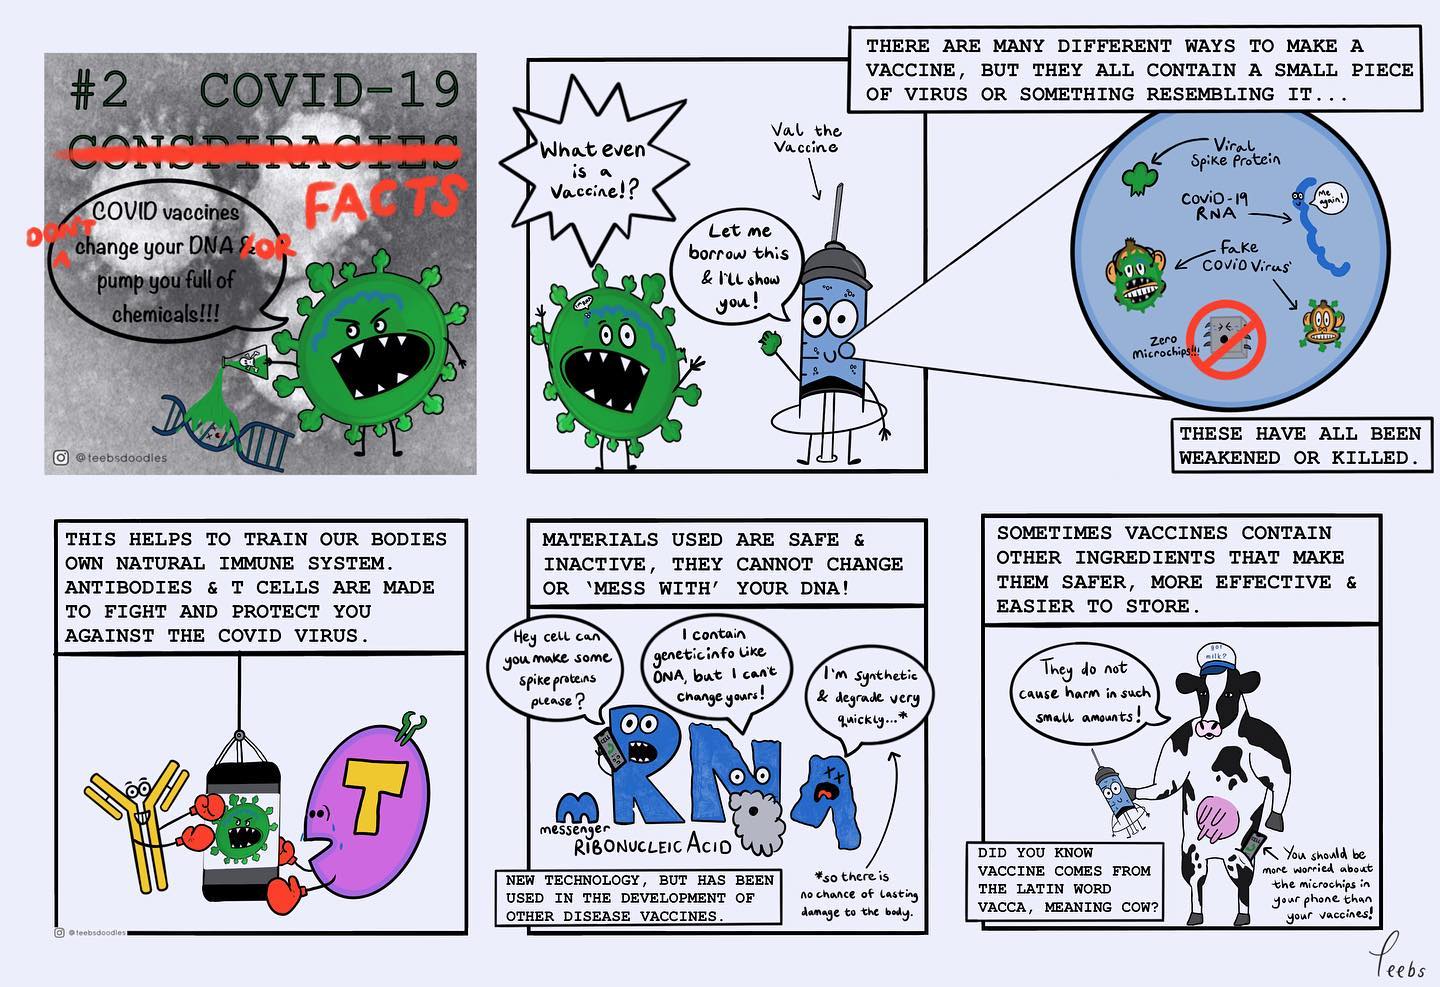 #2 COVID-19
CONSPIRACIES
FACTS
COVID vaccines
DON'T
change your DNA &
/OR
A
pump you full of
chemicals!!!
@teebsdoodles
What even
is a
Vaccine!?
Val the
Vaccine
Let me
borrow this
& I'll show
you!
THERE ARE MANY DIFFERENT WAYS TO MAKE A
VACCINE, BUT THEY ALL CONTAIN A SMALL PIECE
OF VIRUS OR SOMETHING RESEMBLING IT...
Viral
Spike Protein
COVID-19
RNA
Me
again!
Fake
COVID Virus'
Zero
Microchips!!!
THESE HAVE ALL BEEN
WEAKENED OR KILLED.
THIS HELPS TO TRAIN OUR BODIES
OWN NATURAL IMMUNE SYSTEM.
ANTIBODIES & T CELLS ARE MADE
TO FIGHT AND PROTECT YOU
AGAINST THE COVID VIRUS.
T
@teebsdoodles
MATERIALS USED ARE SAFE &
INACTIVE, THEY CANNOT CHANGE
OR 'MESS WITH' YOUR DNA!
Hey cell can
you make some
spike proteins
please?
I contain
genetic info like
DNA, but I can't
change yours!
I'm synthetic
& degrade very
quickly...*
mRNA
messenger
RIBONUCLEIC ACID
NEW TECHNOLOGY, BUT HAS BEEN
USED IN THE DEVELOPMENT OF
OTHER DISEASE VACCINES.
*so there is
no chance of lasting
damage to the body.
SOMETIMES VACCINES CONTAIN
OTHER INGREDIENTS THAT MAKE
THEM SAFER, MORE EFFECTIVE &
EASIER TO STORE.
They do not
cause harm in such
small amounts!
got
milk?
DID YOU KNOW
VACCINE COMES FROM
THE LATIN WORD
VACCA, MEANING COW?
You should be
more worried about
the microchips in
your phone than
your vaccines!
Teebs